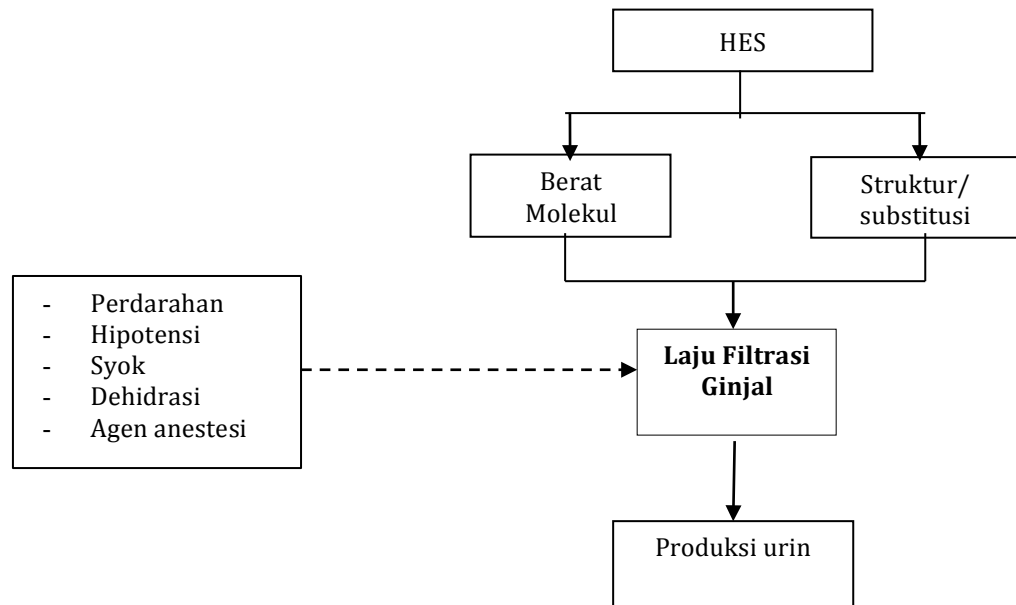 HES
Berat
Molekul
Struktur/
substitusi
- Perdarahan
- Hipotensi
- Syok
- Dehidrasi
- Agen anestesi
Laju Filtrasi
Ginjal
Produksi urin